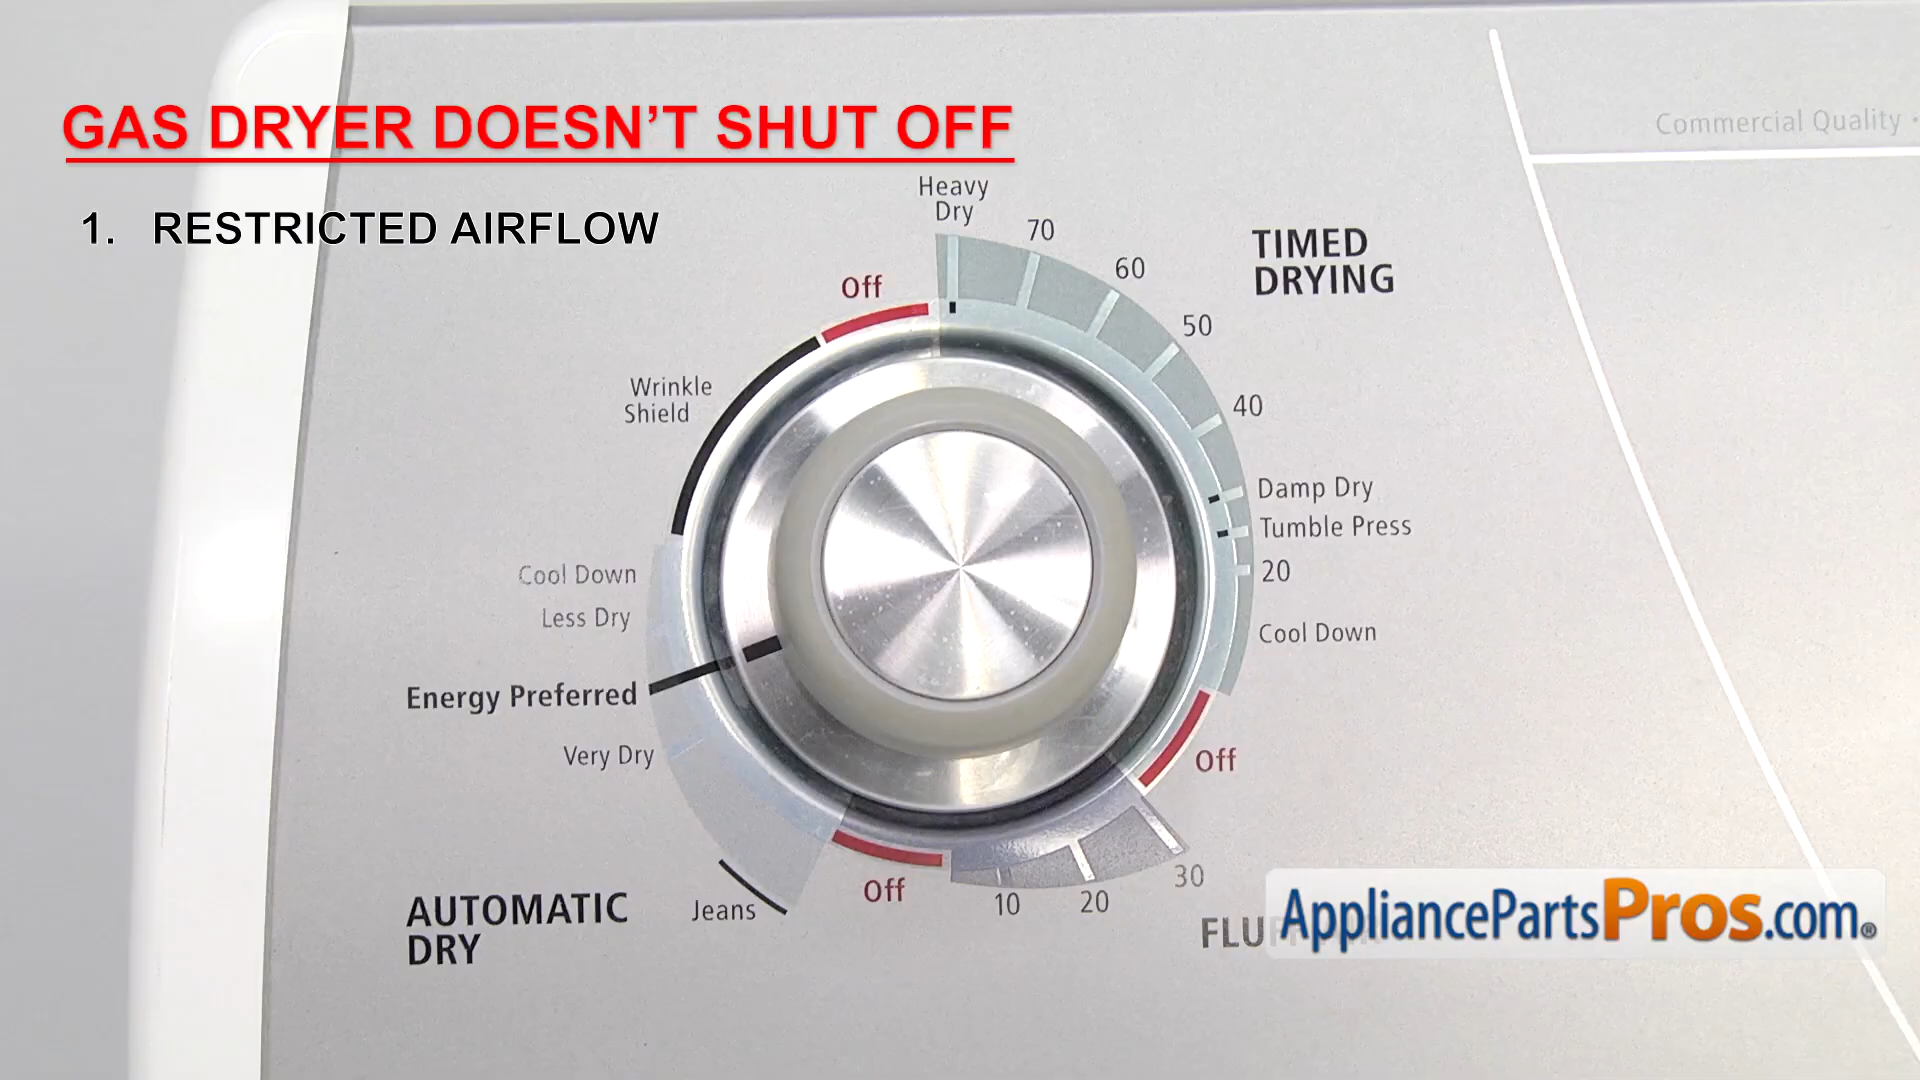 GAS DRYER DOESN’T SHUT OFF
1. RESTRICTED AIRFLOW
Commercial Quality ·
Heavy
Dry
70
60
50
40
Damp Dry
Tumble Press
20
Cool Down
TIMED
DRYING
Off
Off
30
20
10
Off
Wrinkle
Shield
Cool Down
Less Dry
Energy Preferred
Very Dry
Jeans
AUTOMATIC
DRY
AppliancePartsPros.com®